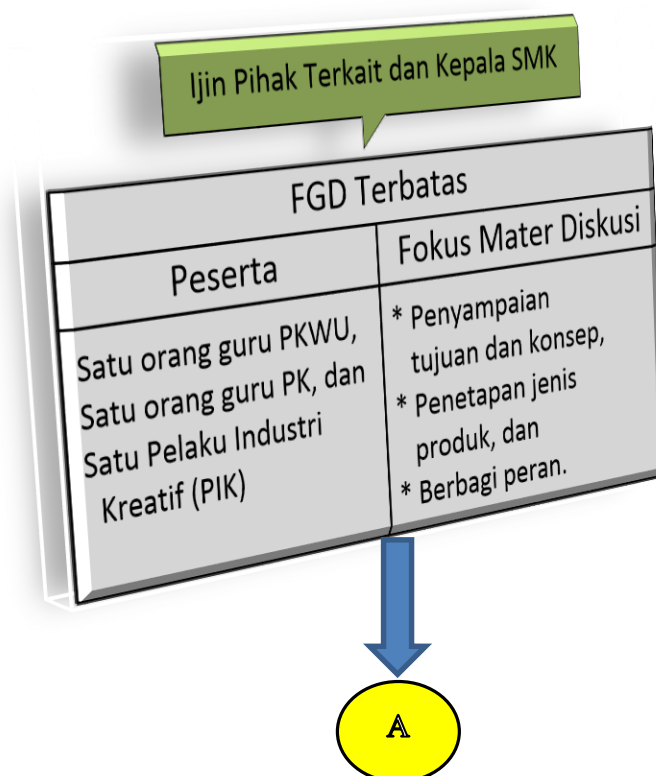 Ijin Pihak Terkait dan Kepala SMK
FGD Terbatas
Peserta
Fokus Mater Diskusi
Satu orang guru PKWU,
Satu orang guru PK, dan
Satu Pelaku Industri
Kreatif (PIK)
* Penyampaian
tujuan dan konsep,
* Penetapan jenis
produk, dan
* Berbagi peran.
A